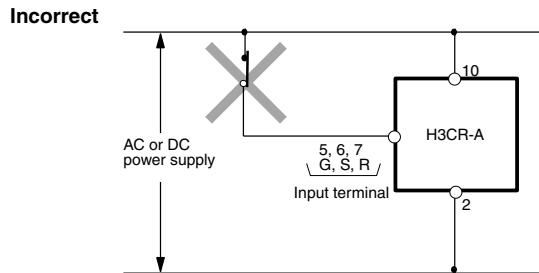 Incorrect
10
AC or DC
power supply
5, 6, 7
G, S, R
Input terminal
H3CR-A
2